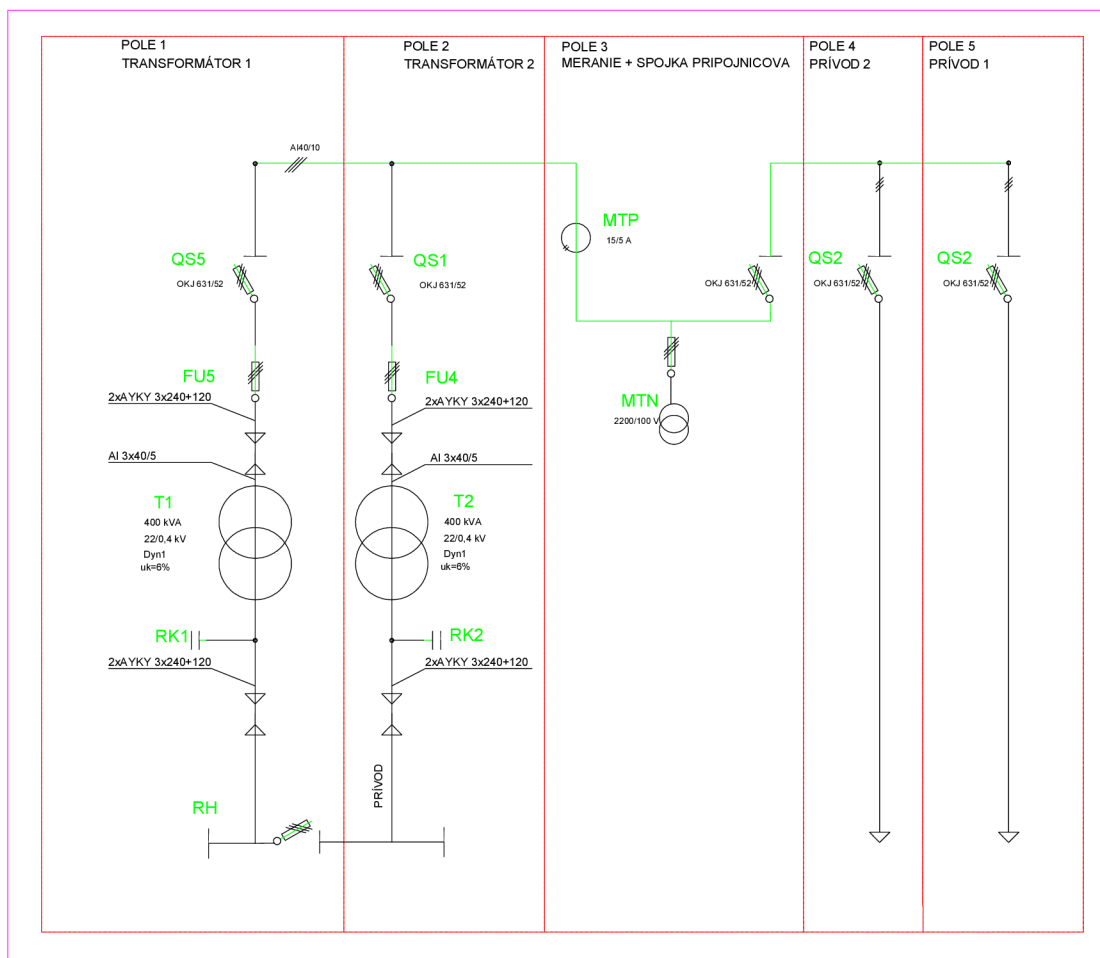 POLE 1
TRANSFORMÁTOR 1
POLE 2
TRANSFORMÁTOR 2
POLE 3
MERANIE + SPOJKA PRIPOJNICOVA
POLE 4
PRÍVOD 2
POLE 5
PRÍVOD 1
Al40/10
MTP
15/5 A
QS5
OKJ 631/52
QS1
OKJ 631/52
OKJ 631/52
QS2
OKJ 631/52
QS2
OKJ 631/52
FU5
FU4
2xAYKY 3x240+120
2xAYKY 3x240+120
MTN
2200/100 V
Al 3x40/5
Al 3x40/5
T1
400 kVA
22/0,4 kV
Dyn1
uk=6%
T2
400 kVA
22/0,4 kV
Dyn1
uk=6%
RK1
RK2
2xAYKY 3x240+120
2xAYKY 3x240+120
PRÍVOD
RH